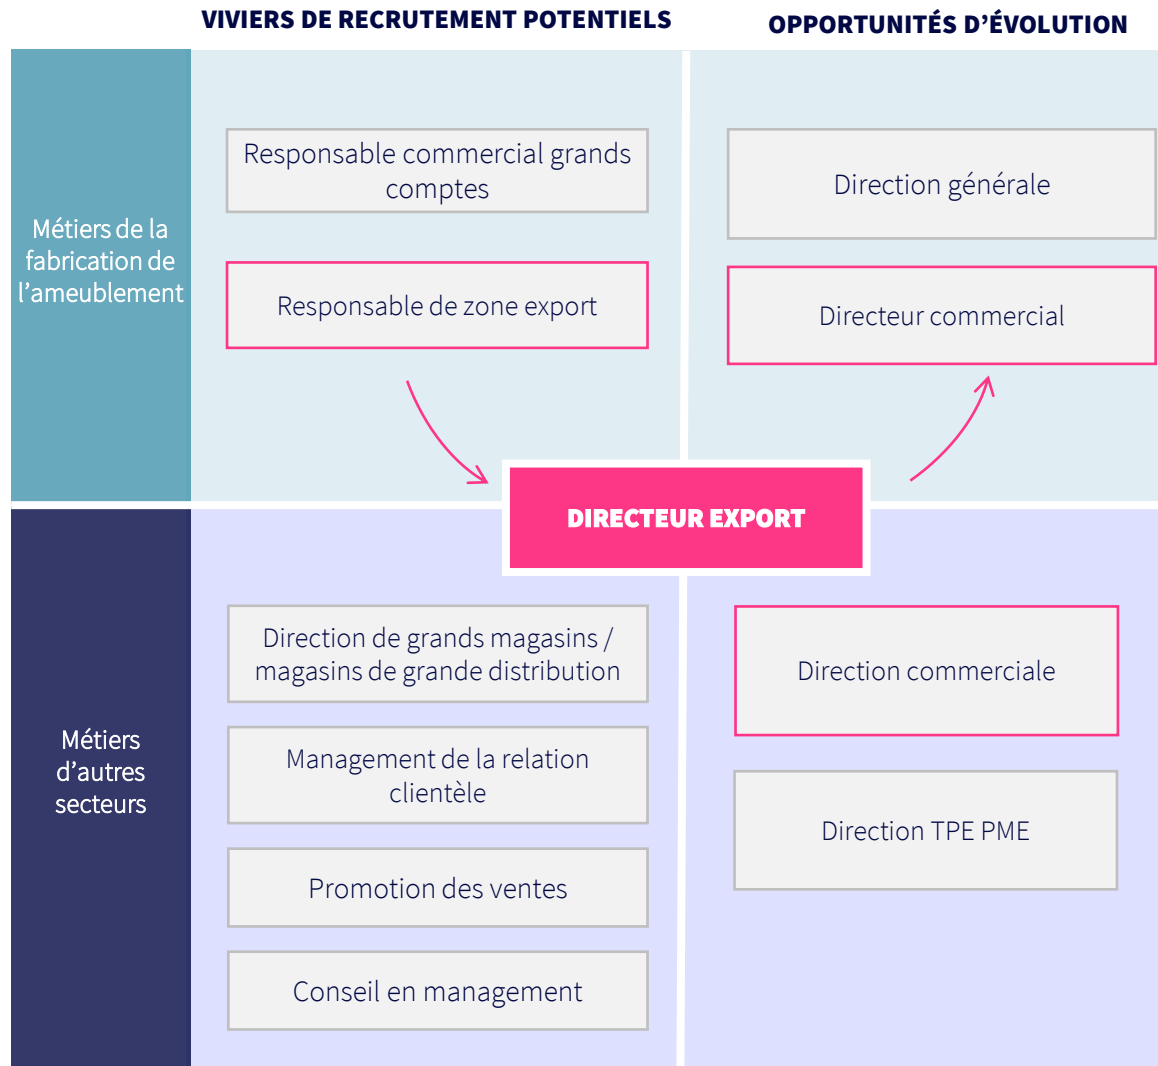 VIVIERS DE RECRUTEMENT POTENTIELS
OPPORTUNITÉS D’ÉVOLUTION
Métiers de la
fabrication de
l’ameublement
Responsable commercial grands
comptes
Responsable de zone export
Direction générale
Directeur commercial
DIRECTEUR EXPORT
Métiers
d’autres
secteurs
Direction de grands magasins /
magasins de grande distribution
Management de la relation
clientèle
Promotion des ventes
Conseil en management
Direction commerciale
Direction TPE PME